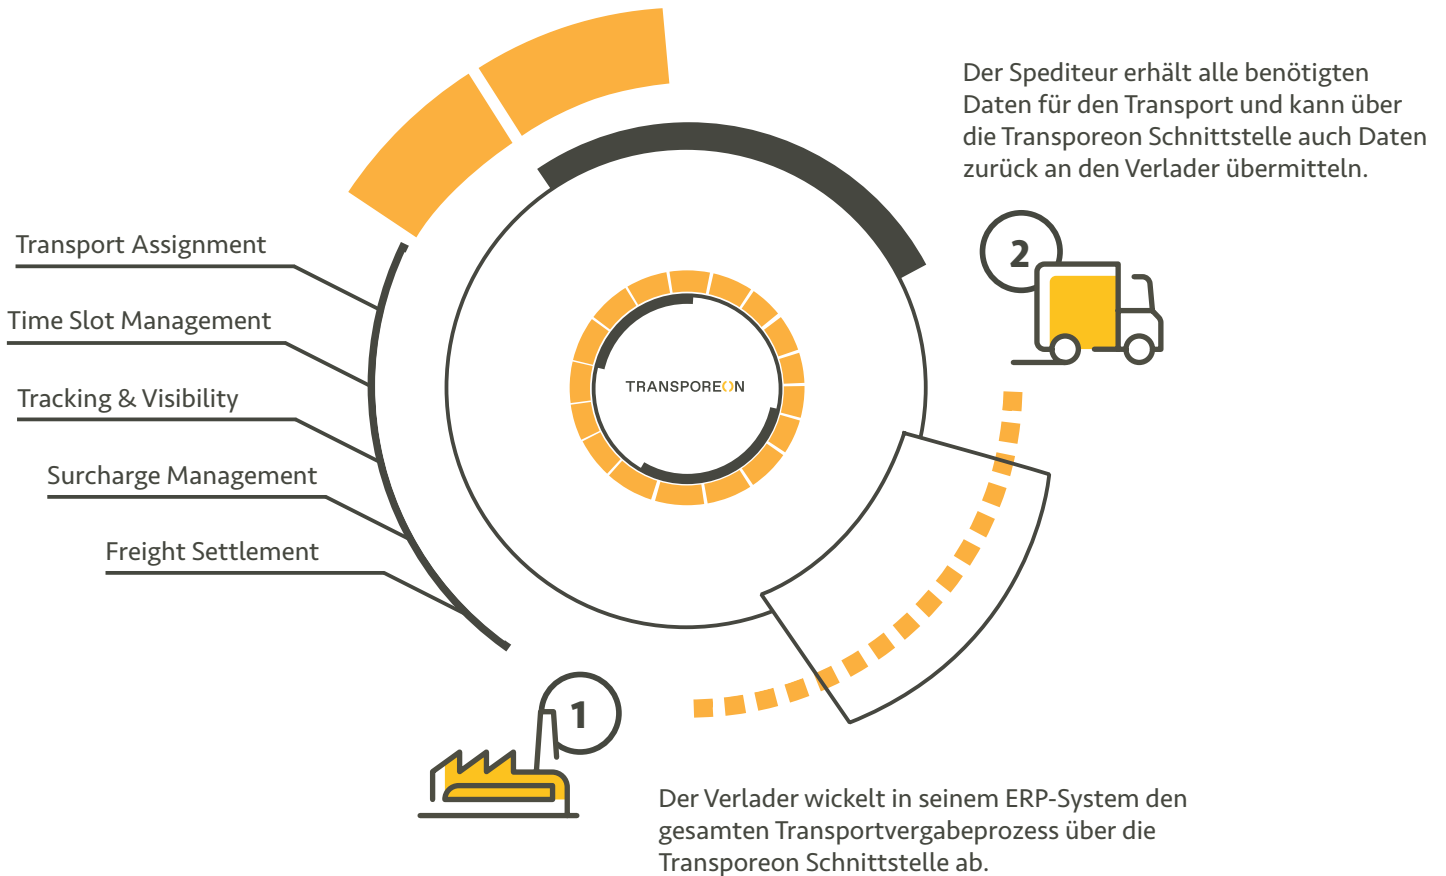 Der Spediteur erhält alle benötigten
Daten für den Transport und kann über
die Transporeon Schnittstelle auch Daten
zurück an den Verlader übermitteln.
2
Transport Assignment
Time Slot Management
Tracking & Visibility
Surcharge Management
Freight Settlement
TRANSPOREON
1
Der Verlader wickelt in seinem ERP-System den
gesamten Transportvergabeprozess über die
Transporeon Schnittstelle ab.